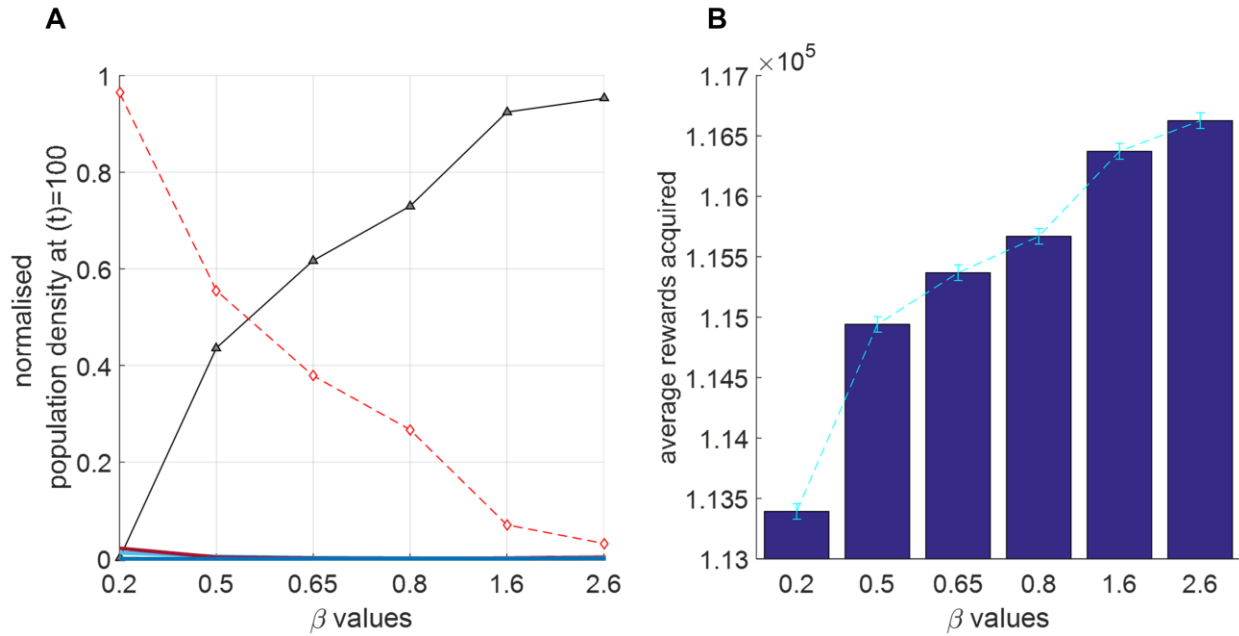 A
normalised
population density at (t)=100
1
0.8
0.6
0.4
0.2
0
0.2 0.5 0.65 0.8 1.6 2.6
β values
B
×10⁵
average rewards acquired
1.17
1.165
1.16
1.155
1.15
1.145
1.14
1.135
1.13
0.2 0.5 0.65 0.8 1.6 2.6
β values